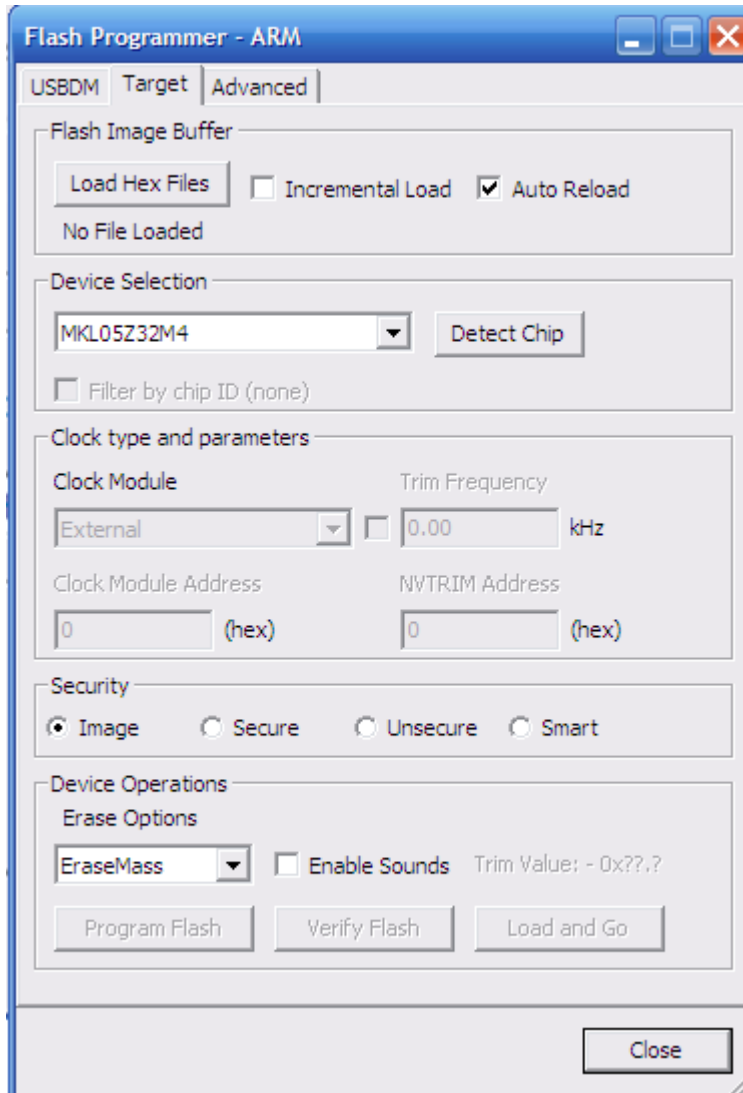 Flash Programmer - ARM
USBDM Target Advanced
Flash Image Buffer
Load Hex Files Incremental Load Auto Reload
No File Loaded
Device Selection
MKL05Z32M4 Detect Chip
Filter by chip ID (none)
Clock type and parameters
Clock Module Trim Frequency
External 0.00 kHz
Clock Module Address NVTRIM Address
0 (hex) 0 (hex)
Security
Image Secure Unsecure Smart
Device Operations
Erase Options
EraseMass Enable Sounds Trim Value: - 0x??.?
Program Flash Verify Flash Load and Go
Close